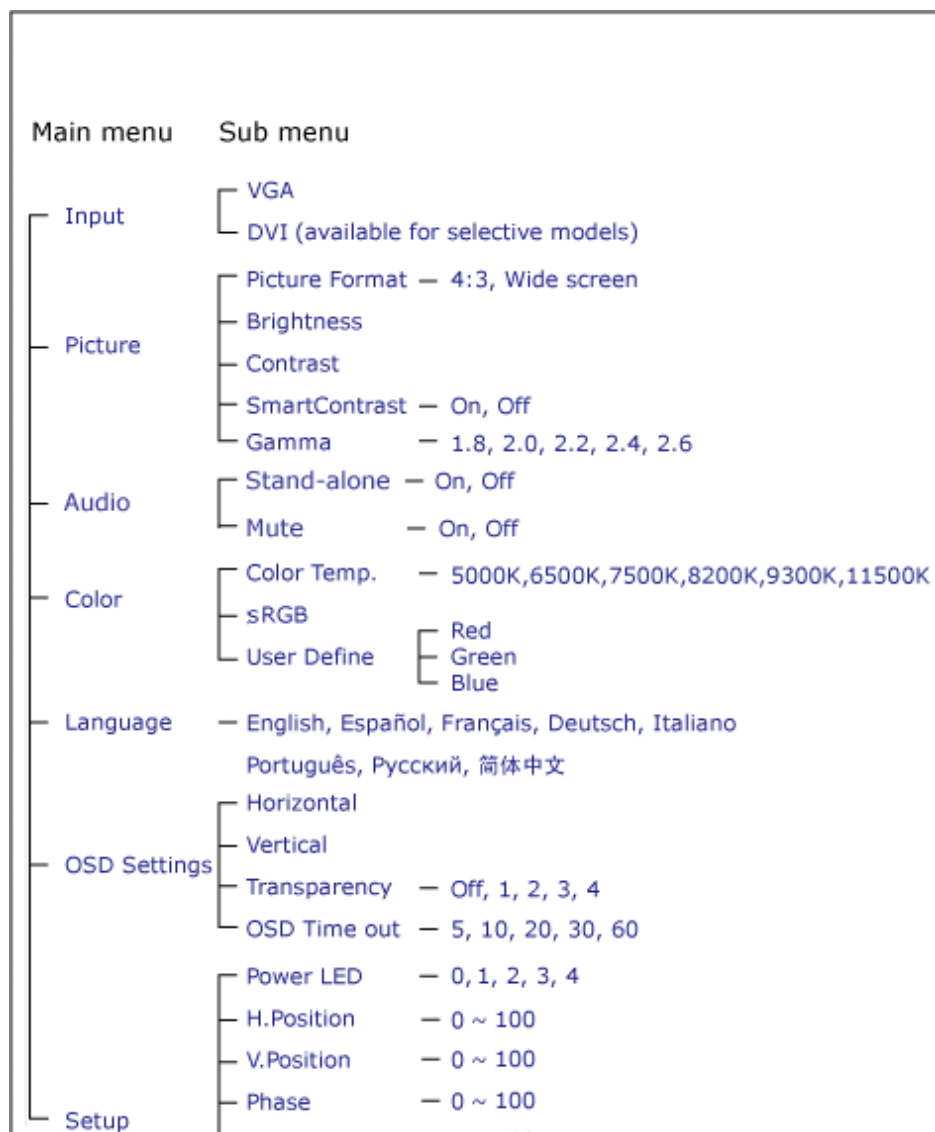 Main menu Sub menu
Input
VGA
DVI (available for selective models)
Picture
Picture Format — 4:3, Wide screen
Brightness
Contrast
SmartContrast — On, Off
Gamma — 1.8, 2.0, 2.2, 2.4, 2.6
Audio
Stand-alone — On, Off
Mute — On, Off
Color
Color Temp. — 5000K,6500K,7500K,8200K,9300K,11500K
sRGB
User Define
Red
Green
Blue
Language — English, Español, Français, Deutsch, Italiano
Português, Русский, 简体中文
OSD Settings
Horizontal
Vertical
Transparency — Off, 1, 2, 3, 4
OSD Time out — 5, 10, 20, 30, 60
Setup
Power LED — 0, 1, 2, 3, 4
H.Position — 0 ~ 100
V.Position — 0 ~ 100
Phase — 0 ~ 100